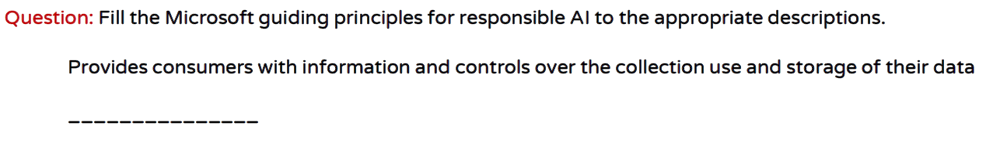 Question: Fill the Microsoft guiding principles for responsible AI to the appropriate descriptions.
Provides consumers with information and controls over the collection use and storage of their data
_______________